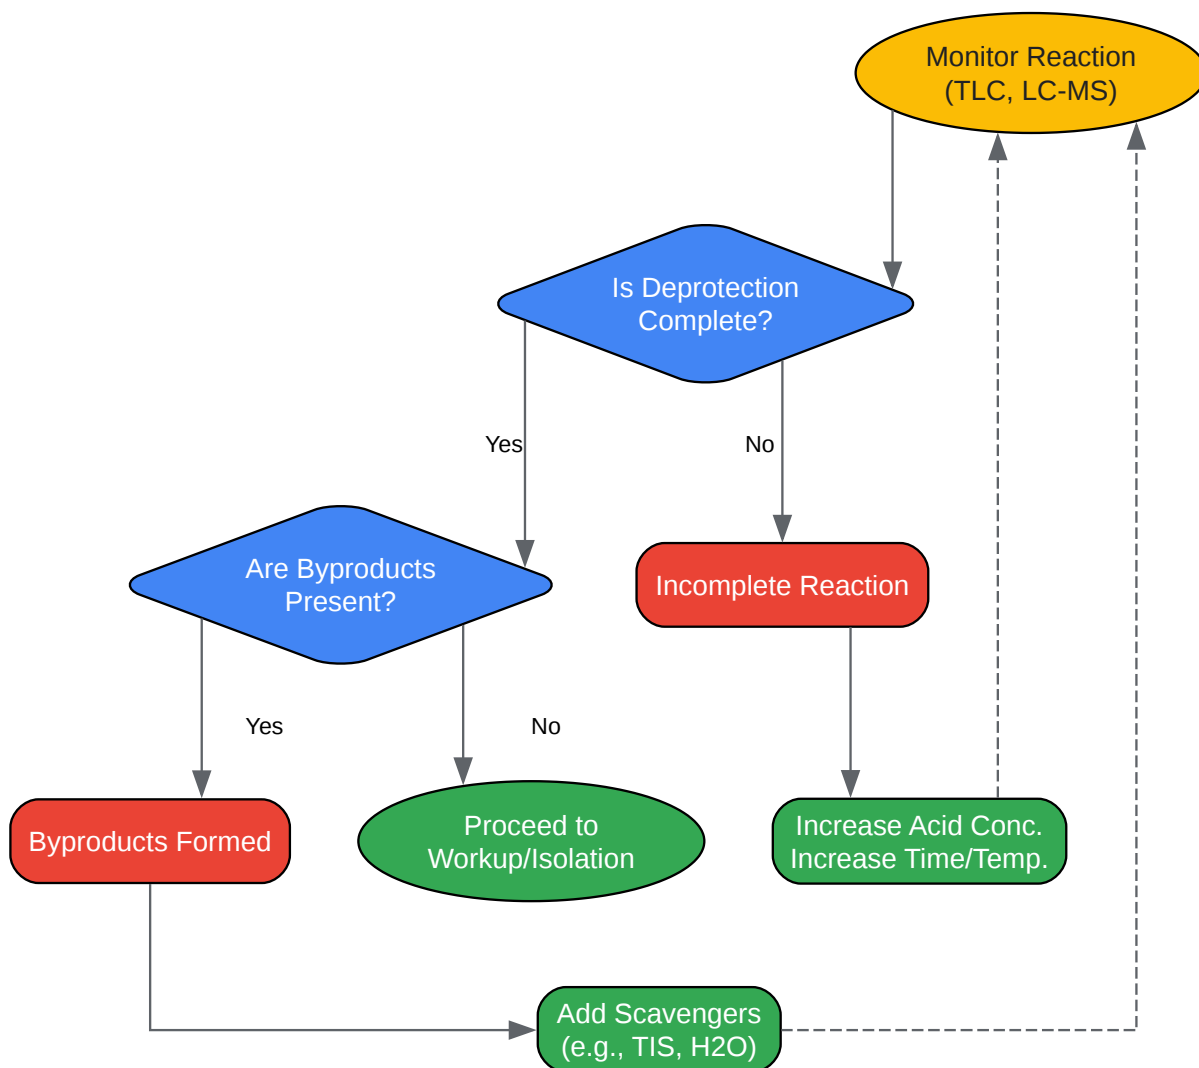 Monitor Reaction
(TLC, LC-MS)
Is Deprotection
Complete?
Yes
No
Are Byproducts
Present?
Incomplete Reaction
Yes
No
Byproducts Formed
Proceed to
Workup/Isolation
Increase Acid Conc.
Increase Time/Temp.
Add Scavengers
(e.g., TIS, H2O)